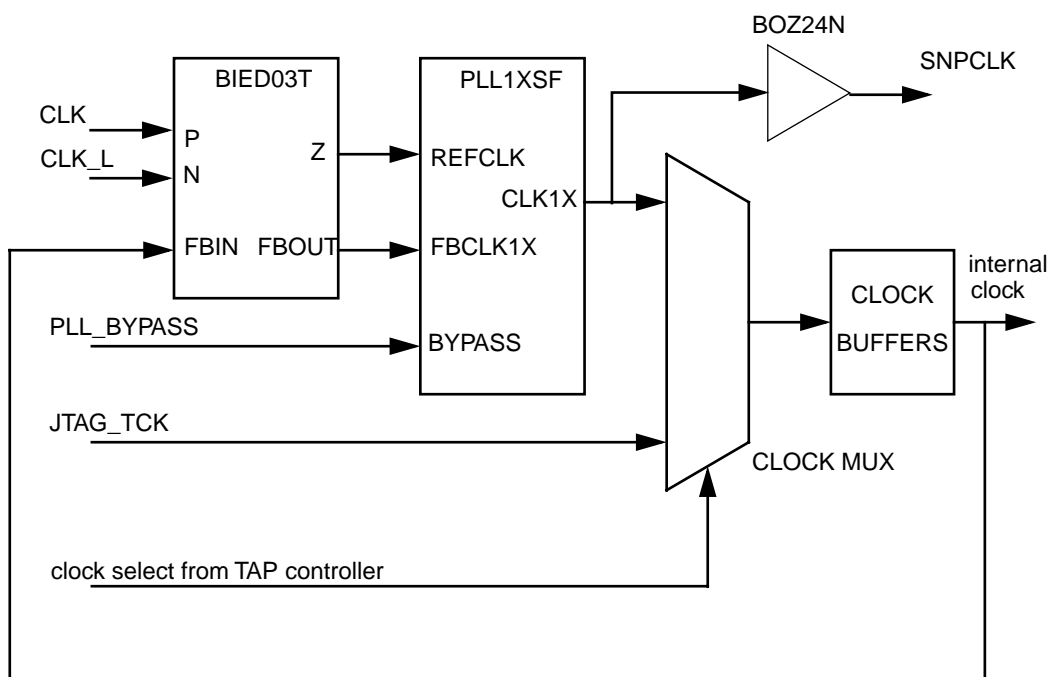 BOZ24N
SNPCLK
BIED03T
PLL1XSF
CLK
P
CLK_L
N
Z
REFCLK
CLK1X
FBIN
FBOUT
FBCLK1X
internal
clock
CLOCK
BUFFERS
PLL_BYPASS
BYPASS
JTAG_TCK
CLOCK MUX
clock select from TAP controller